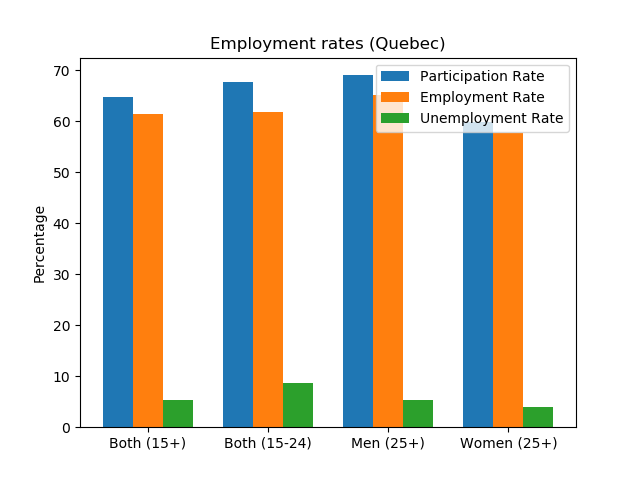 Employment rates (Quebec)
Participation Rate
Employment Rate
Unemployment Rate
Percentage
70
60
50
40
30
20
10
0
Both (15+)
Both (15-24)
Men (25+)
Women (25+)